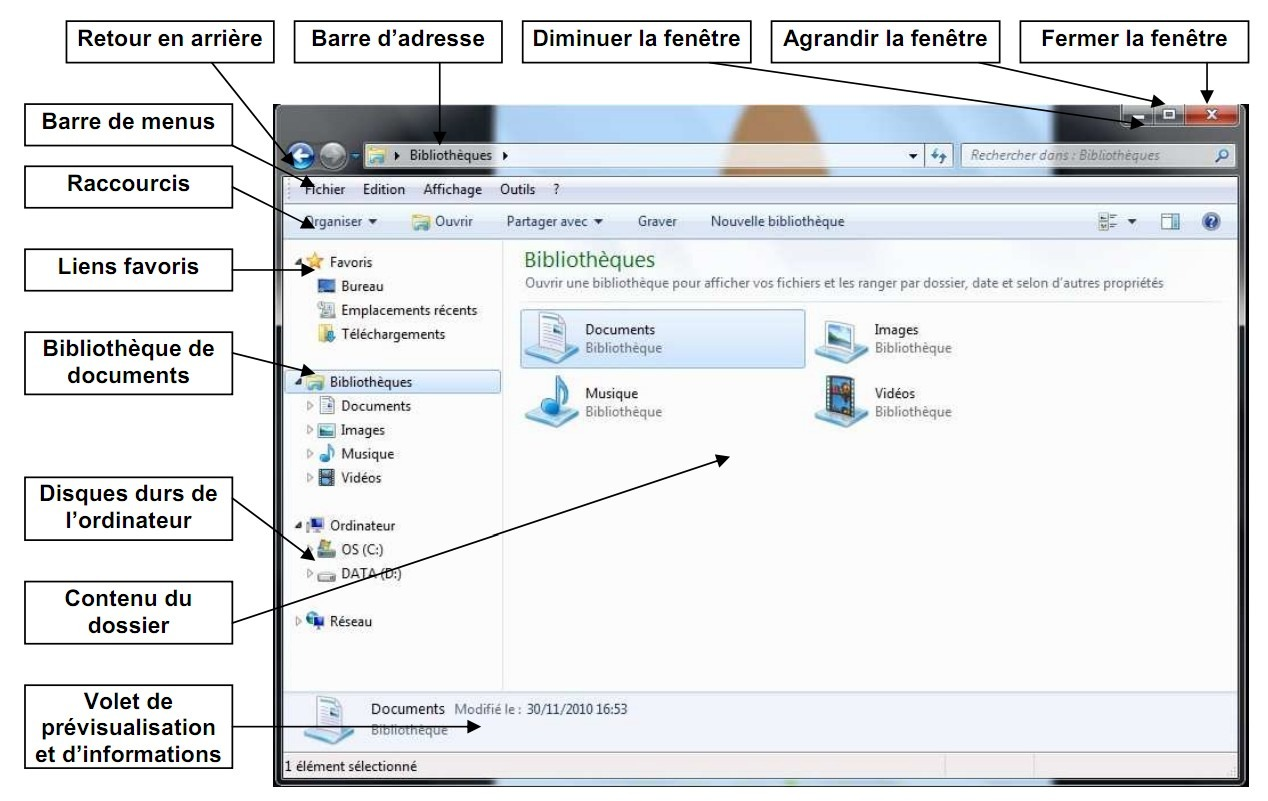 Retour en arrière
Barre d’adresse
Diminuer la fenêtre
Agrandir la fenêtre
Fermer la fenêtre
Barre de menus
Raccourcis
Liens favoris
Bibliothèque de
documents
Disques durs de
l’ordinateur
Contenu du
dossier
Volet de
prévisualisation
et d’informations
Bibliothèques
Rechercher dans : Bibliothèques
Fichier Edition Affichage Outils ?
Organiser Ouvrir Partager avec Graver Nouvelle bibliothèque
Favoris
Bureau
Emplacements récents
Téléchargements
Bibliothèques
Documents
Images
Musique
Vidéos
Ordinateur
OS (C:)
DATA (D:)
Réseau
Bibliothèques
Ouvrir une bibliothèque pour afficher vos fichiers et les ranger par dossier, date et selon d'autres propriétés
Documents
Bibliothèque
Images
Bibliothèque
Musique
Bibliothèque
Vidéos
Bibliothèque
Documents Modifié le : 30/11/2010 16:53
Bibliothèque
1 élément sélectionné